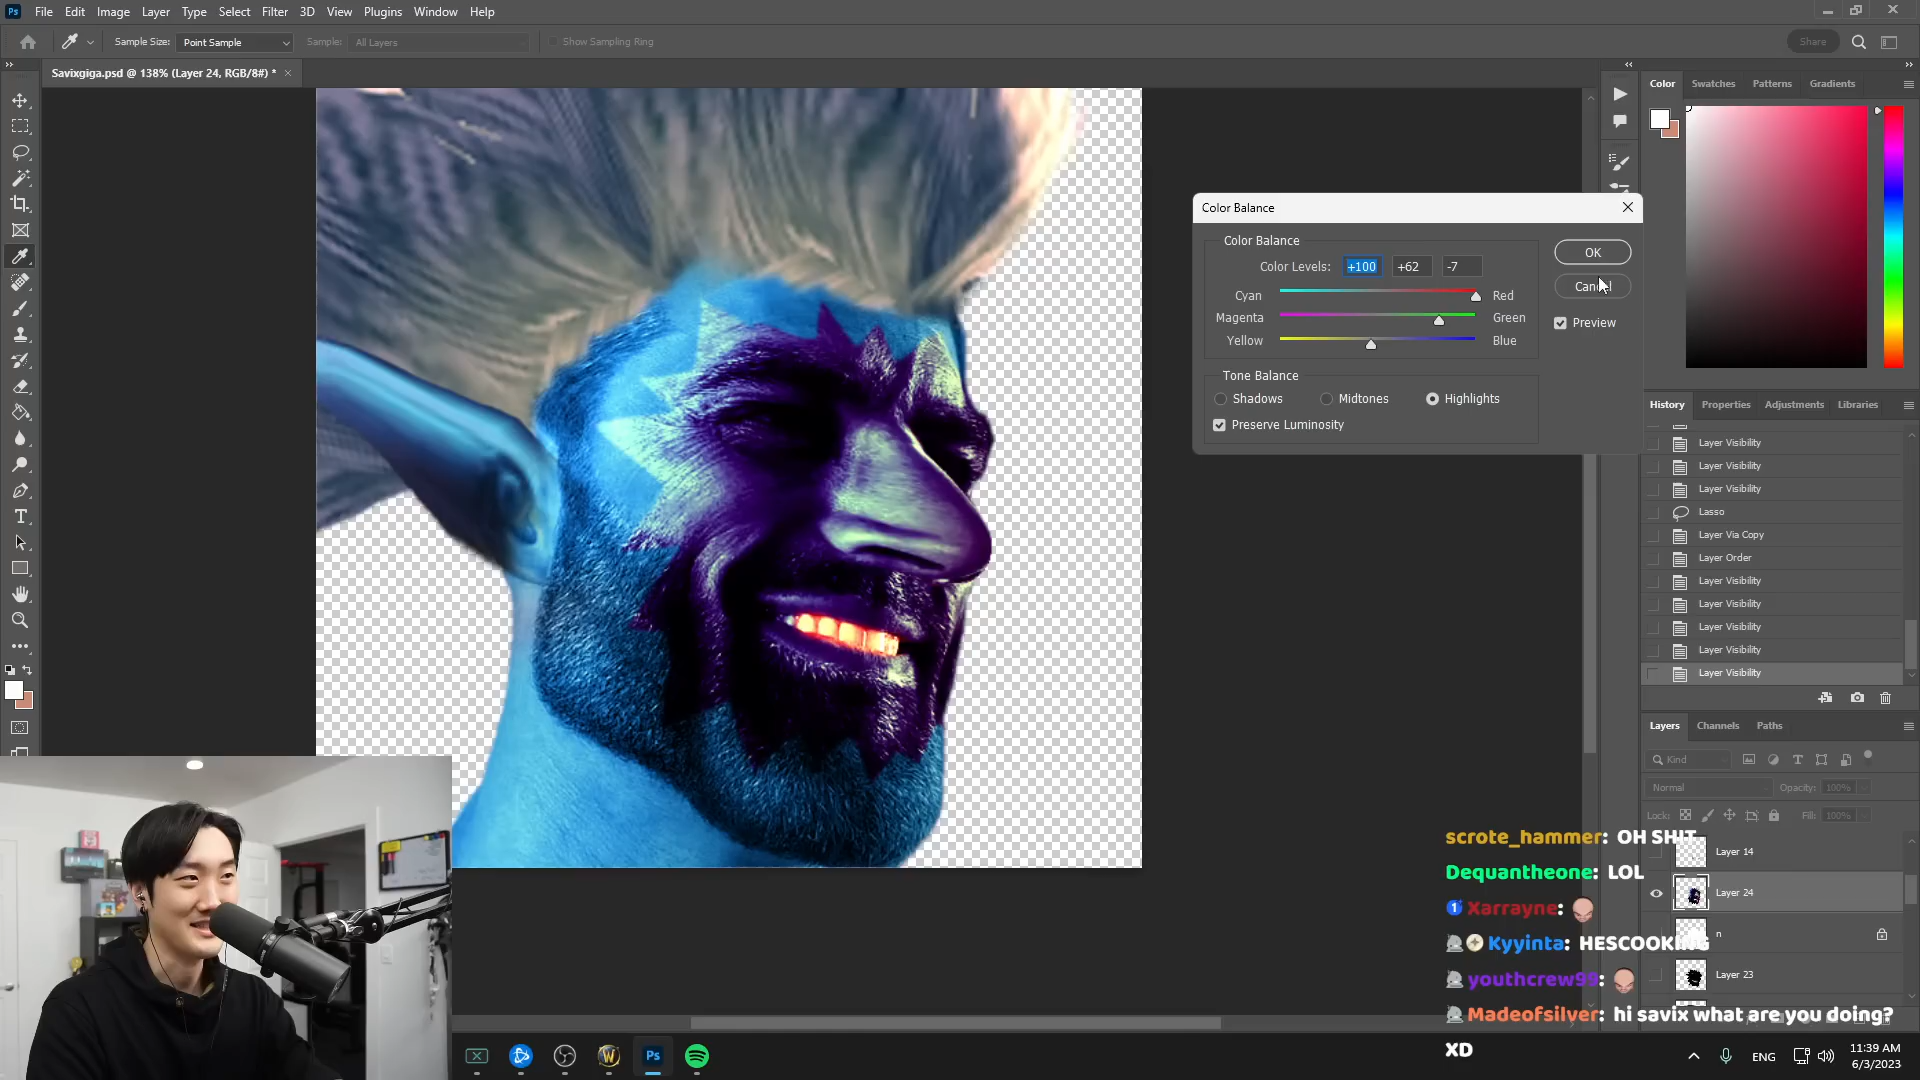 Ps File Edit Image Layer Type Select Filter 3D View Plugins Window Help
Sample Size: Point Sample Sample: All Layers Show Sampling Ring Share
Savixgiga.psd @ 138% (Layer 24, RGB/8#) *
Color Swatches Patterns Gradients
Color Balance
Color Balance
OK
Color Levels: +100 +62 -7
Cancel
Cyan Red
Magenta Green
Preview
Yellow Blue
Tone Balance
Shadows Midtones Highlights
Preserve Luminosity
History Properties Adjustments Libraries
Layer Visibility
Layer Visibility
Layer Visibility
Lasso
Layer Via Copy
Layer Order
Layer Visibility
Layer Visibility
Layer Visibility
Layer Visibility
Layer Visibility
Layers Channels Paths
Kind
Normal Opacity: 100%
Lock: Fill: 100%
Layer 14
Layer 24
n
Layer 23
scrote_hammer: OH SHIT
Dequantheone: LOL
Xarrayne:
Kyyinta: HESCOOKING
youthcrew99:
Madeofsilver: hi savix what are you doing?
XD
Ps
ENG
11:39 AM
6/3/2023